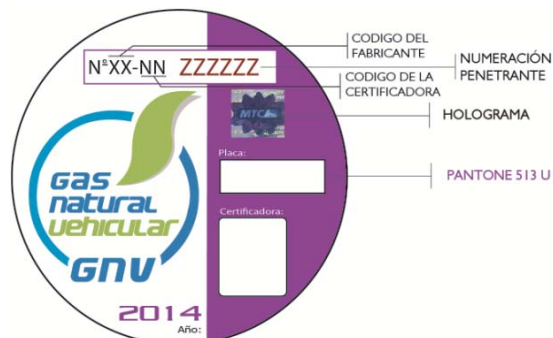 CODIGO DEL
FABRICANTE
NºXX-NN ZZZZZZ
NUMERACIÓN
PENETRANTE
CODIGO DE LA
CERTIFICADORA
MTC
HOLOGRAMA
Placa:
PANTONE 513 U
Certificadora:
Gas
natural
vehicular
GNV
2014
Año: